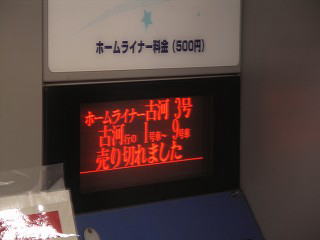 ホームライナー料金(500円)
ホームライナー古河 3号
古河行の 1号車～ 9号車
売り切れました